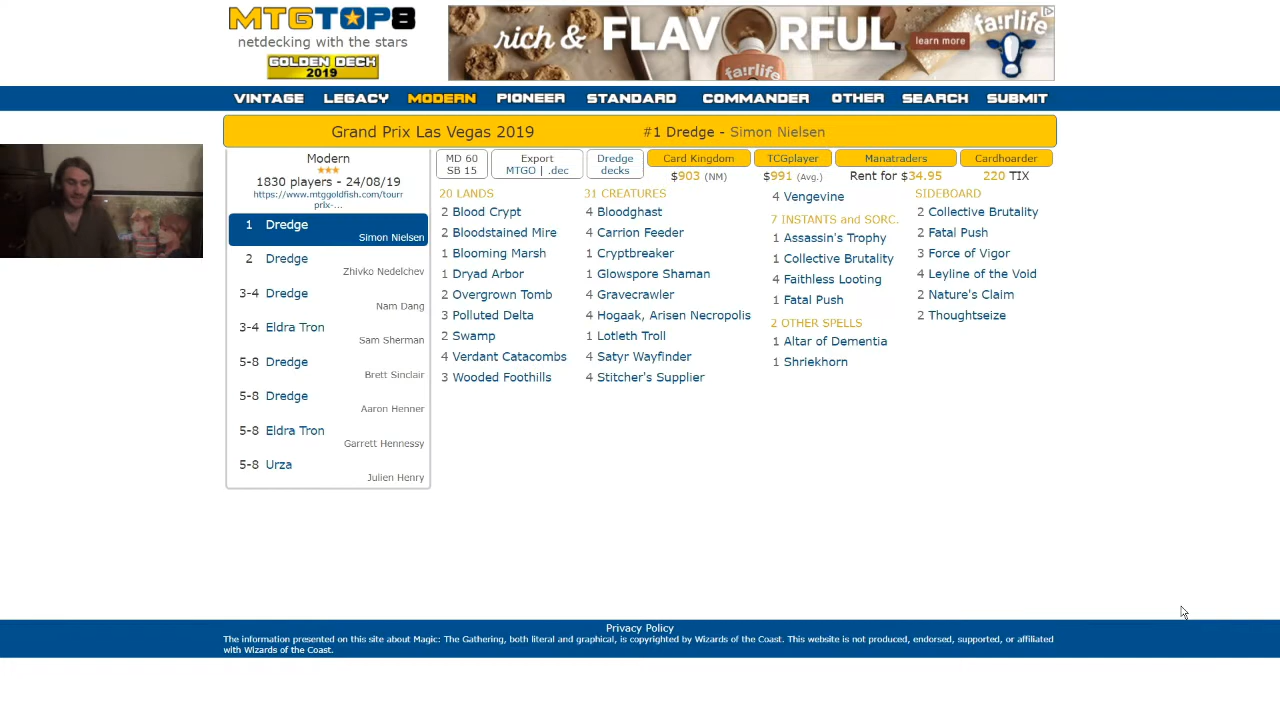 MTGTOP8
netdecking with the stars
GOLDEN DECK
2019
rich & FLAVORFUL
fa!rlife
learn more
fa!rlife
VINTAGE LEGACY MODERN PIONEER STANDARD COMMANDER OTHER SEARCH SUBMIT
Grand Prix Las Vegas 2019 #1 Dredge - Simon Nielsen
Modern
1830 players - 24/08/19
https://www.mtggoldfish.com/tourr
prix-...
1 Dredge
Simon Nielsen
2 Dredge
Zhivko Nedelchev
3-4 Dredge
Nam Dang
3-4 Eldra Tron
Sam Sherman
5-8 Dredge
Brett Sinclair
5-8 Dredge
Aaron Henner
5-8 Eldra Tron
Garrett Hennessy
5-8 Urza
Julien Henry
MD 60
SB 15
Export
MTGO | .dec
Dredge
decks
Card Kingdom
$903 (NM)
TCGplayer
$991 (Avg.)
Manatraders
Rent for $34.95
Cardhoarder
220 TIX
20 LANDS
2 Blood Crypt
2 Bloodstained Mire
1 Blooming Marsh
1 Dryad Arbor
2 Overgrown Tomb
3 Polluted Delta
2 Swamp
4 Verdant Catacombs
3 Wooded Foothills
31 CREATURES
4 Bloodghast
4 Carrion Feeder
1 Cryptbreaker
1 Glowspore Shaman
4 Gravecrawler
4 Hogaak, Arisen Necropolis
1 Lotleth Troll
4 Satyr Wayfinder
4 Stitcher's Supplier
4 Vengevine
7 INSTANTS and SORC.
1 Assassin's Trophy
1 Collective Brutality
4 Faithless Looting
1 Fatal Push
2 OTHER SPELLS
1 Altar of Dementia
1 Shriekhorn
SIDEBOARD
2 Collective Brutality
2 Fatal Push
3 Force of Vigor
4 Leyline of the Void
2 Nature's Claim
2 Thoughtseize
Privacy Policy
The information presented on this site about Magic: The Gathering, both literal and graphical, is copyrighted by Wizards of the Coast. This website is not produced, endorsed, supported, or affiliated
with Wizards of the Coast.